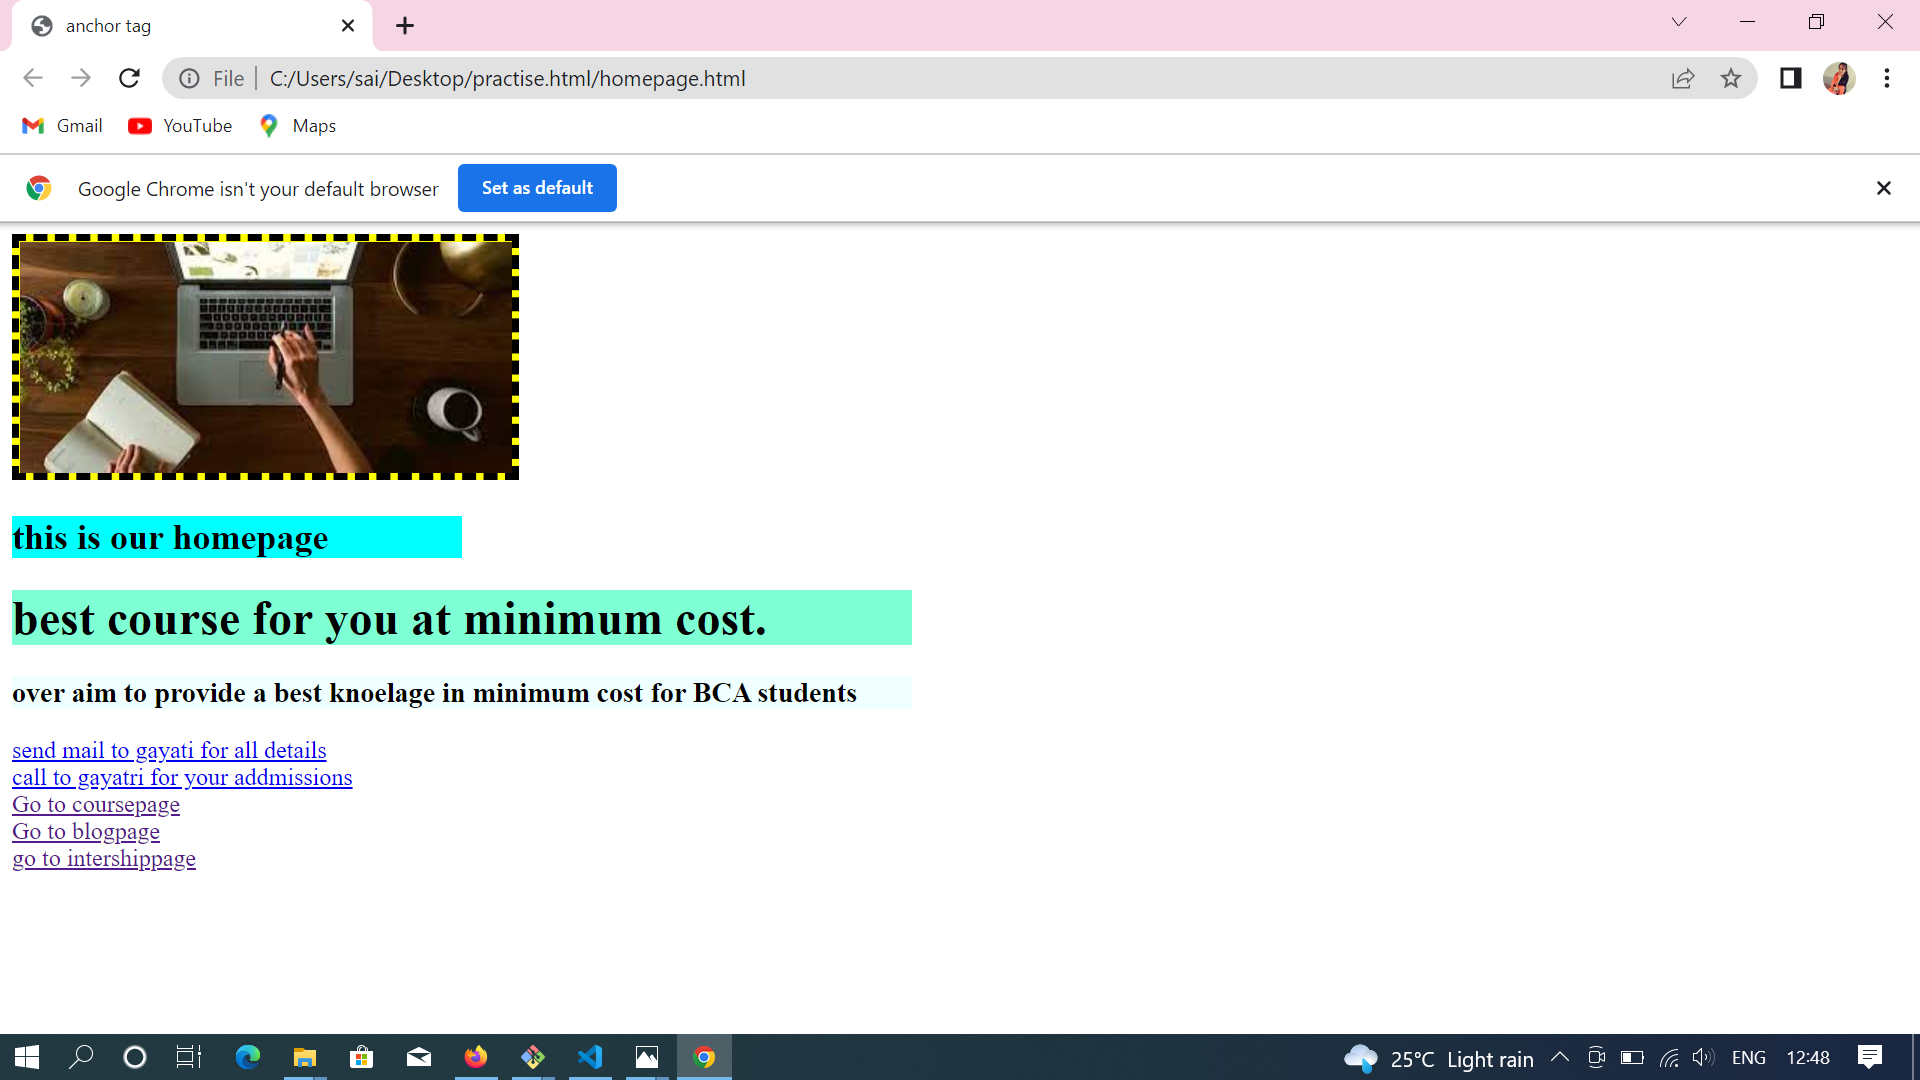 anchor tag
File
C:/Users/sai/Desktop/practise.html/homepage.html
Gmail
YouTube
Maps
Google Chrome isn't your default browser
Set as default
this is our homepage
best course for you at minimum cost.
over aim to provide a best knoelage in minimum cost for BCA students
send mail to gayati for all details
call to gayatri for your addmissions
Go to coursepage
Go to blogpage
go to intershippage
25°C Light rain
ENG
12:48